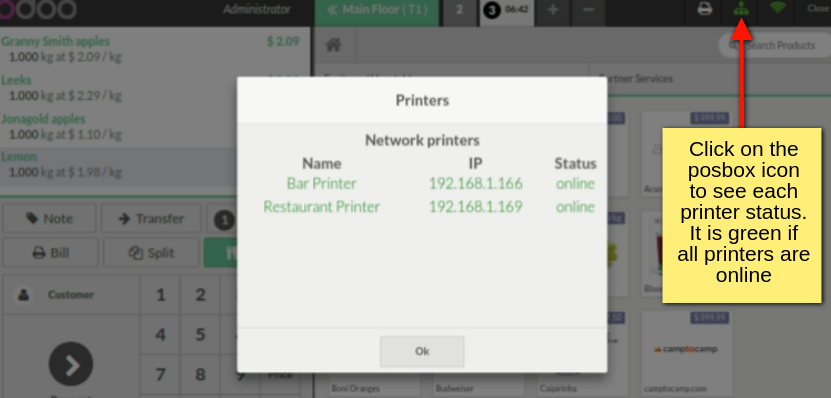 odoo
Administrator
« Main Floor ( T1 )
2
3 06:42
+
−
Close
Granny Smith apples
$ 2.09
1.000 kg at $ 2.09 / kg
Leeks
1.000 kg at $ 2.29 / kg
Jonagold apples
1.000 kg at $ 1.10 / kg
Lemon
1.000 kg at $ 1.98 / kg
Search Products
Partner Services
$ 999.99
Printers
Network printers
Name IP Status
Bar Printer 192.168.1.166 online
Restaurant Printer 192.168.1.169 online
Ok
Click on the
posbox icon
to see each
printer status.
It is green if
all printers are
online
Note
Transfer
1
Bill
Split
Customer
1 2
4 5
7 8 9
$ 999.99
camptocamp
Boni Oranges
Budweiser
Caipirinha
camptocamp.com